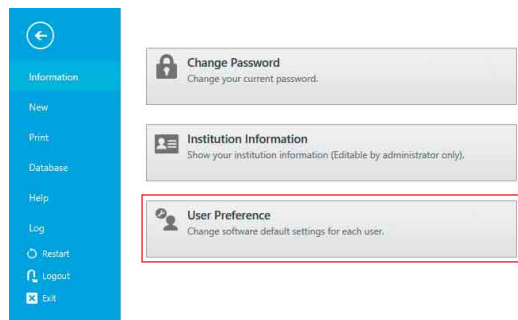 Information
New
Print
Database
Help
Log
Restart
Logout
Exit
Change Password
Change your current password.
Institution Information
Show your institution information (Editable by administrator only).
User Preference
Change software default settings for each user.